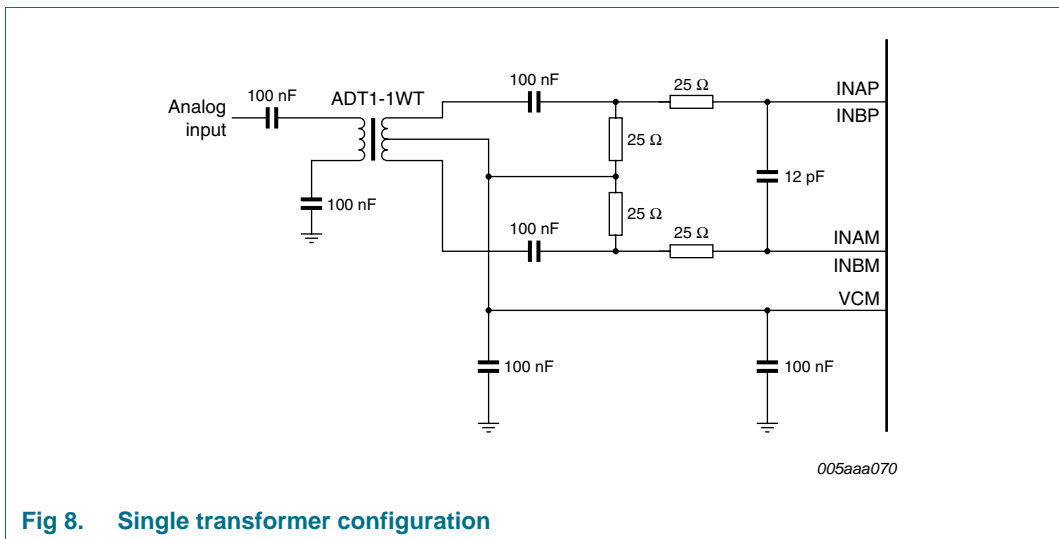 100 nF
ADT1-1WT
100 nF
25 Ω
INAP
INBP
Analog
input
25 Ω
12 pF
100 nF
25 Ω
100 nF
25 Ω
INAM
INBM
VCM
100 nF
100 nF
005aaa070
Fig 8. Single transformer configuration